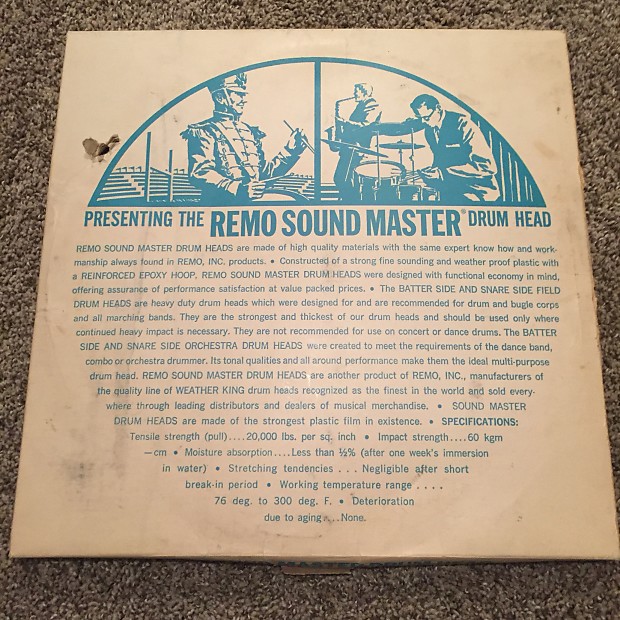 PRESENTING THE REMO SOUND MASTER® DRUM HEAD
REMO SOUND MASTER DRUM HEADS are made of high quality materials with the same expert know how and work-
manship always found in REMO, INC. products. • Constructed of a strong fine sounding and weather proof plastic with
a REINFORCED EPOXY HOOP, REMO SOUND MASTER DRUM HEADS were designed with functional economy in mind,
offering assurance of performance satisfaction at value packed prices. • The BATTER SIDE AND SNARE SIDE FIELD
DRUM HEADS are heavy duty drum heads which were designed for and are recommended for drum and bugle corps
and all marching bands. They are the strongest and thickest of our drum heads and should be used only where
continued heavy impact is necessary. They are not recommended for use on concert or dance drums. The BATTER
SIDE AND SNARE SIDE ORCHESTRA DRUM HEADS were created to meet the requirements of the dance band,
combo or orchestra drummer. Its tonal qualities and all around performance make them the ideal multi-purpose
drum head. REMO SOUND MASTER DRUM HEADS are another product of REMO, INC., manufacturers of
the quality line of WEATHER KING drum heads recognized as the finest in the world and sold every-
where through leading distributors and dealers of musical merchandise. • SOUND MASTER
DRUM HEADS are made of the strongest plastic film in existence. • SPECIFICATIONS:
Tensile strength (pull)....20,000 lbs. per sq. inch • Impact strength....60 kgm
—cm • Moisture absorption....Less than ½% (after one week's immersion
in water) • Stretching tendencies . . . Negligible after short
break-in period • Working temperature range . . . .
76 deg. to 300 deg. F. • Deterioration
due to aging....None.